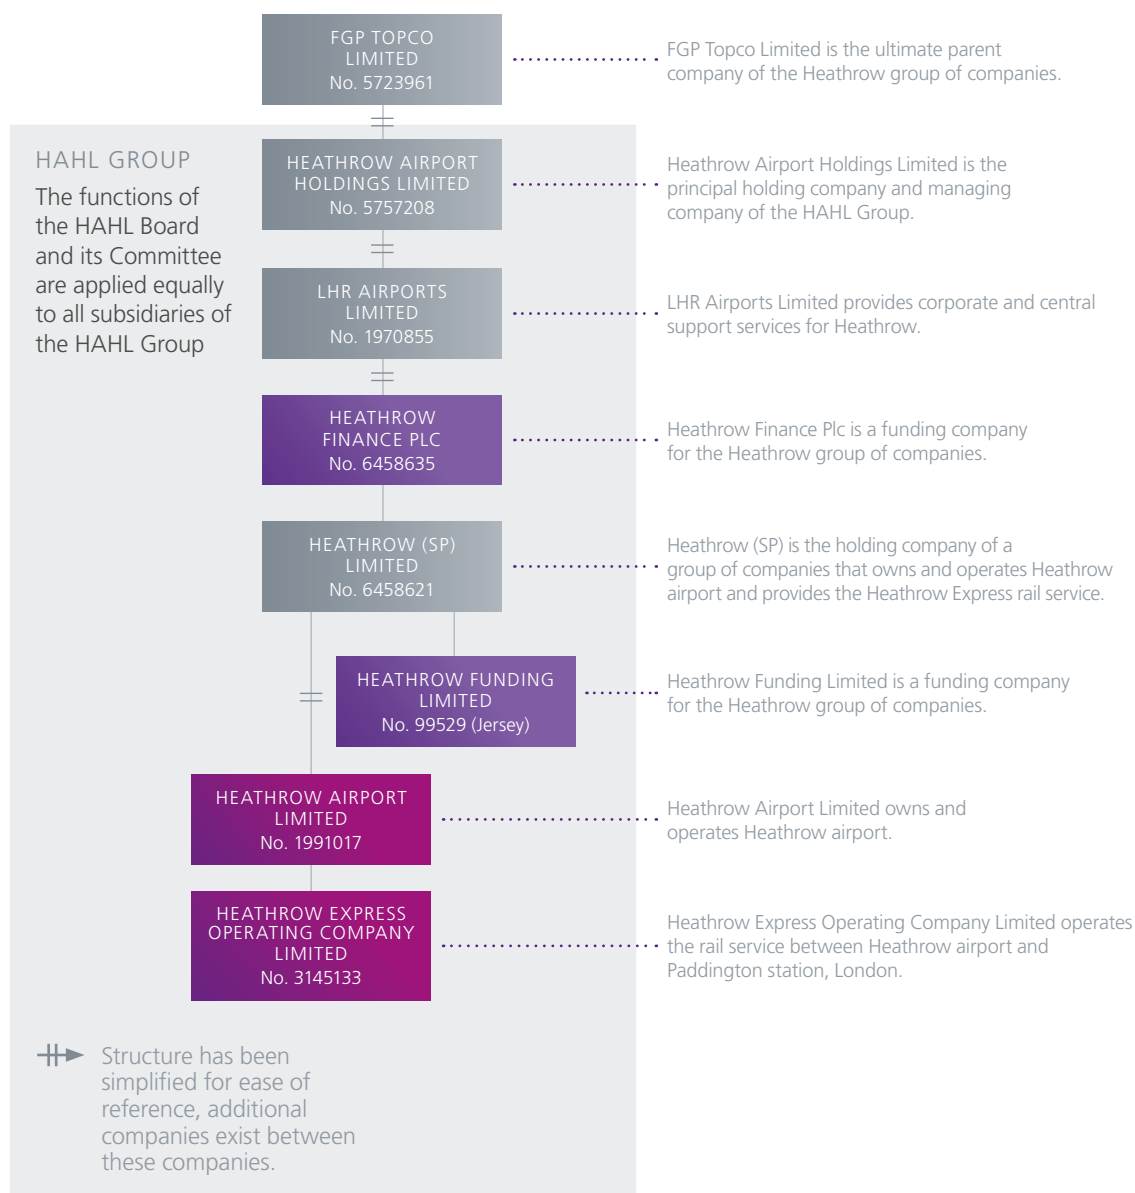 FGP TOPCO
LIMITED
No. 5723961
FGP Topco Limited is the ultimate parent
company of the Heathrow group of companies.
HAHL GROUP
The functions of
the HAHL Board
and its Committee
are applied equally
to all subsidiaries of
the HAHL Group
HEATHROW AIRPORT
HOLDINGS LIMITED
No. 5757208
Heathrow Airport Holdings Limited is the
principal holding company and managing
company of the HAHL Group.
LHR AIRPORTS
LIMITED
No. 1970855
LHR Airports Limited provides corporate and central
support services for Heathrow.
HEATHROW
FINANCE PLC
No. 6458635
Heathrow Finance Plc is a funding company
for the Heathrow group of companies.
HEATHROW (SP)
LIMITED
No. 6458621
Heathrow (SP) is the holding company of a
group of companies that owns and operates Heathrow
airport and provides the Heathrow Express rail service.
HEATHROW FUNDING
LIMITED
No. 99529 (Jersey)
Heathrow Funding Limited is a funding company
for the Heathrow group of companies.
HEATHROW AIRPORT
LIMITED
No. 1991017
Heathrow Airport Limited owns and
operates Heathrow airport.
HEATHROW EXPRESS
OPERATING COMPANY
LIMITED
No. 3145133
Heathrow Express Operating Company Limited operates
the rail service between Heathrow airport and
Paddington station, London.
Structure has been
simplified for ease of
reference, additional
companies exist between
these companies.